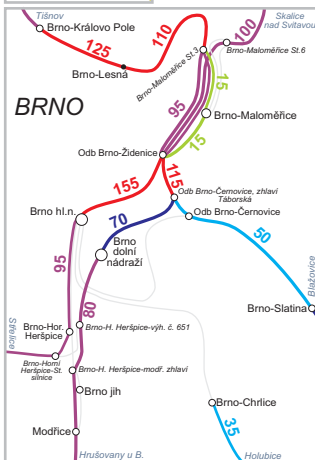 Tišnov
Skalice
nad Svitavou
Brno-Královo Pole
110
100
125
Brno-Maloměřice St.6
Brno-Lesná
Brno-Maloměřice St.3
15
BRNO
95
Brno-Maloměřice
15
Odb Brno-Židenice
155
115
Odb Brno-Černovice, zhlaví
Táborská
Brno hl.n.
70
Odb Brno-Černovice
50
Brno
dolní
nádraží
95
Blažovice
80
Brno-Slatina
Střelice
Brno-Hor.
Heršpice
Brno-H. Heršpice-výh. č. 651
Brno-Horní
Heršpice-St.
silnice
Brno-H. Heršpice-modř. zhlaví
Brno jih
Brno-Chrlice
35
Modřice
Hrušovany u B.
Holubice